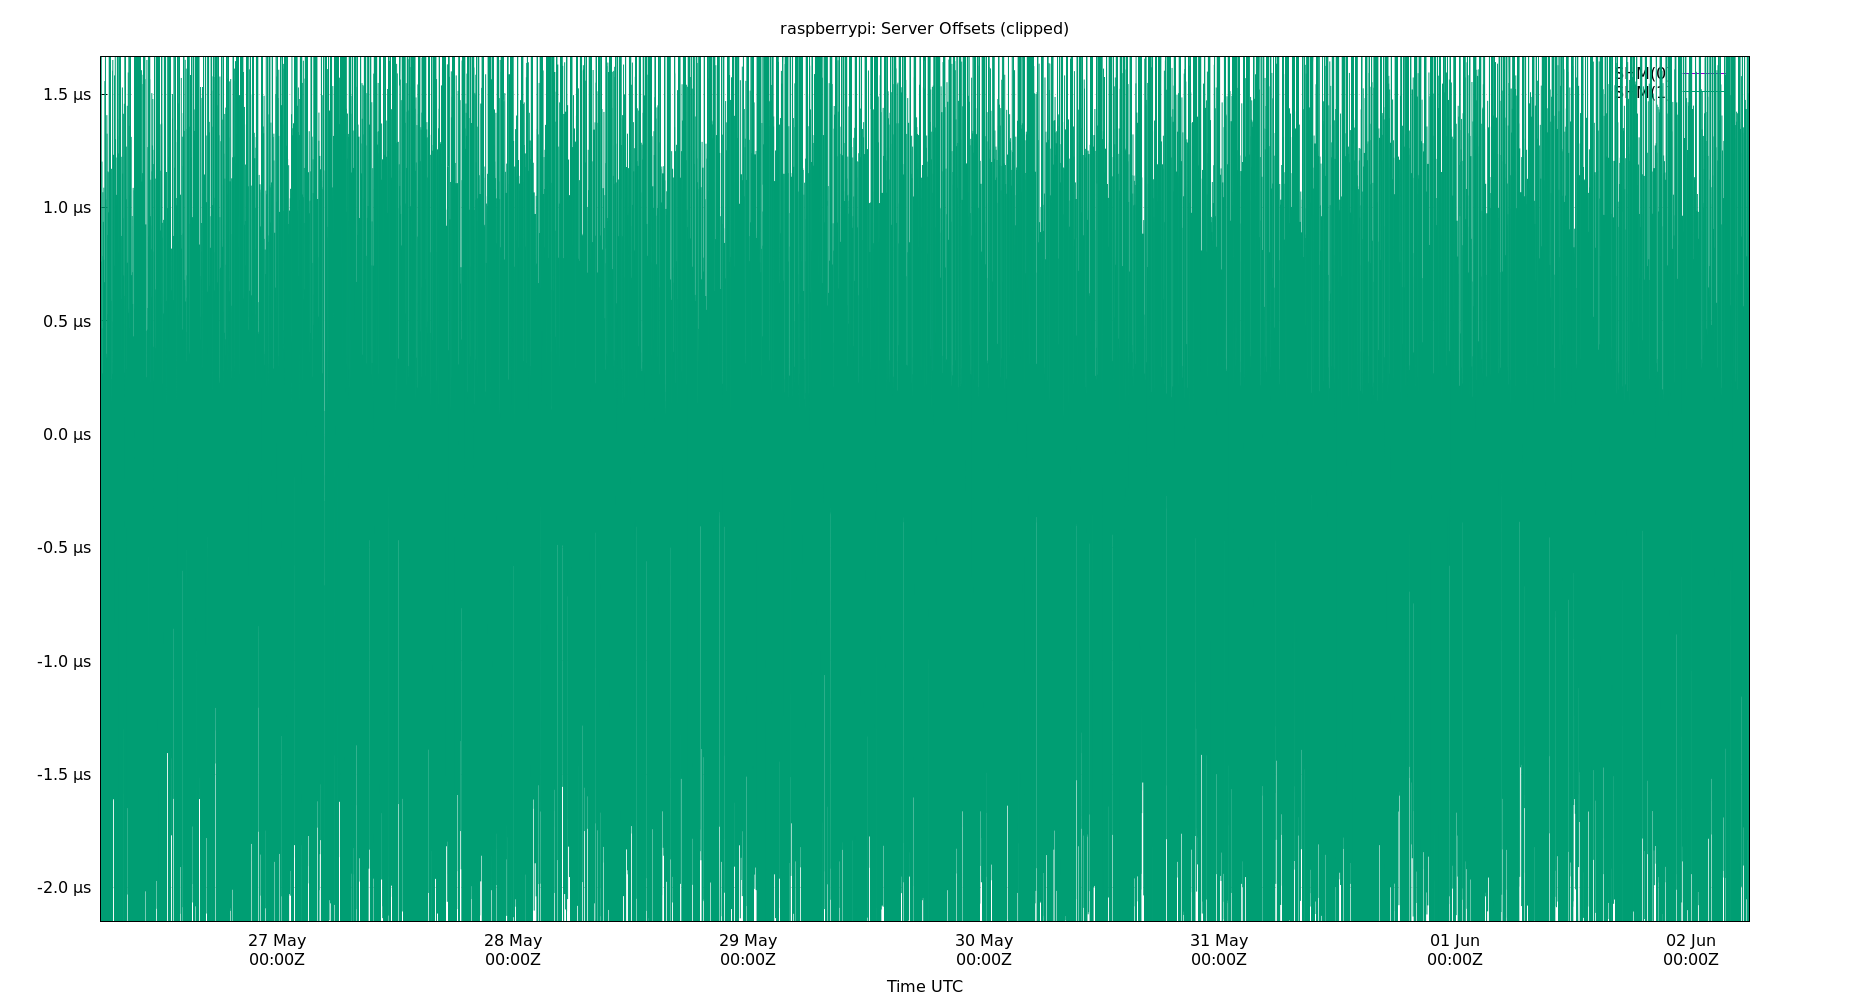 raspberrypi: Server Offsets (clipped)
1.5 µs
1.0 µs
0.5 µs
0.0 µs
-0.5 µs
-1.0 µs
-1.5 µs
-2.0 µs
27 May
00:00Z
28 May
00:00Z
29 May
00:00Z
30 May
00:00Z
31 May
00:00Z
01 Jun
00:00Z
02 Jun
00:00Z
Time UTC